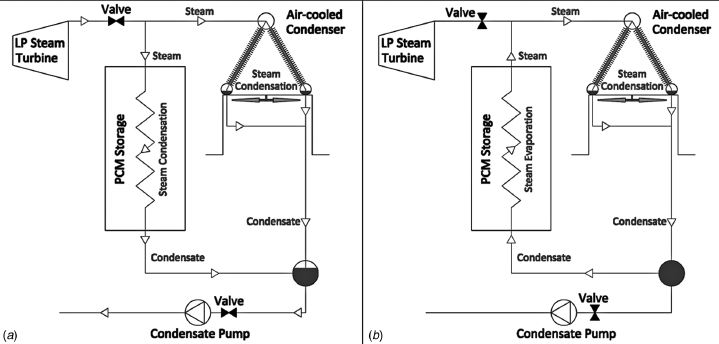 Valve
Steam
Air-cooled
Condenser
LP Steam
Turbine
Steam
Steam
Condensation
PCM Storage
Steam Condensation
Condensate
Condensate
Valve
Condensate Pump
(a)
Valve
Steam
Air-cooled
Condenser
LP Steam
Turbine
Steam
Steam
Condensation
PCM Storage
Steam Evaporation
Condensate
Condensate
Valve
Condensate Pump
(b)